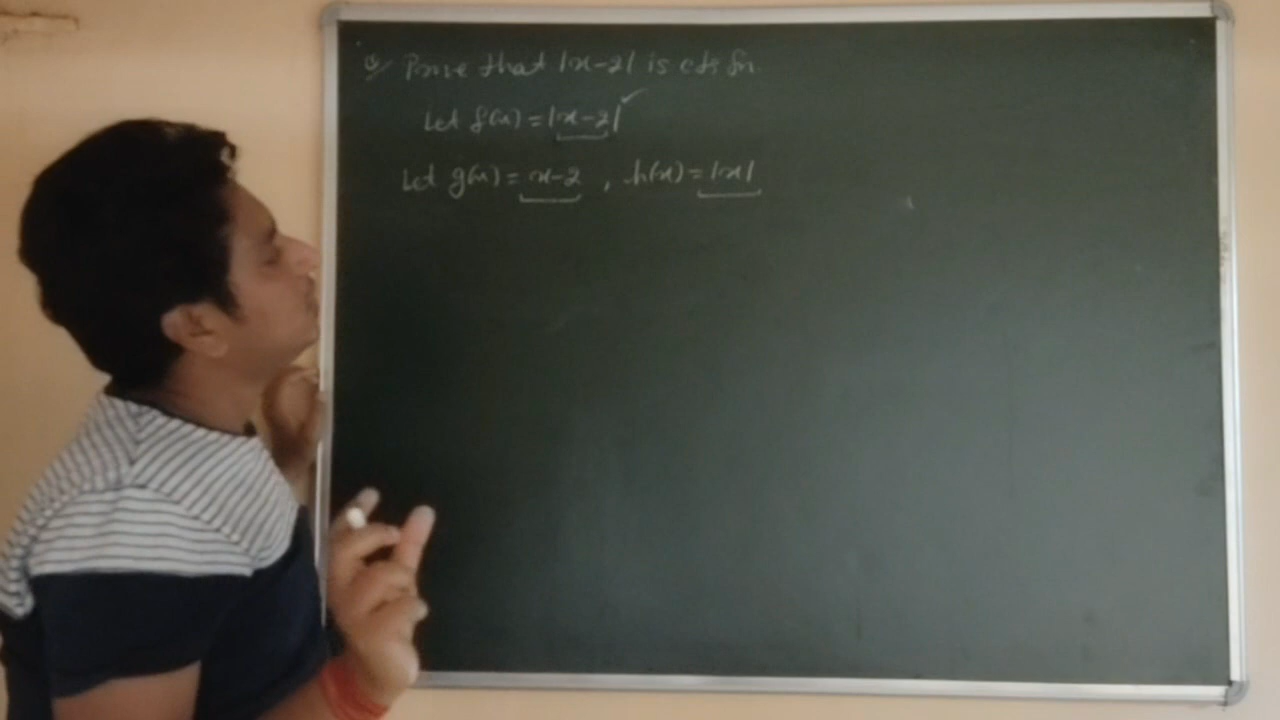 Q/ Prove that |x-2| is cts fn.
Let f(x) = |x-2| ✓
Let g(x) = x-2 , h(x) = |x|